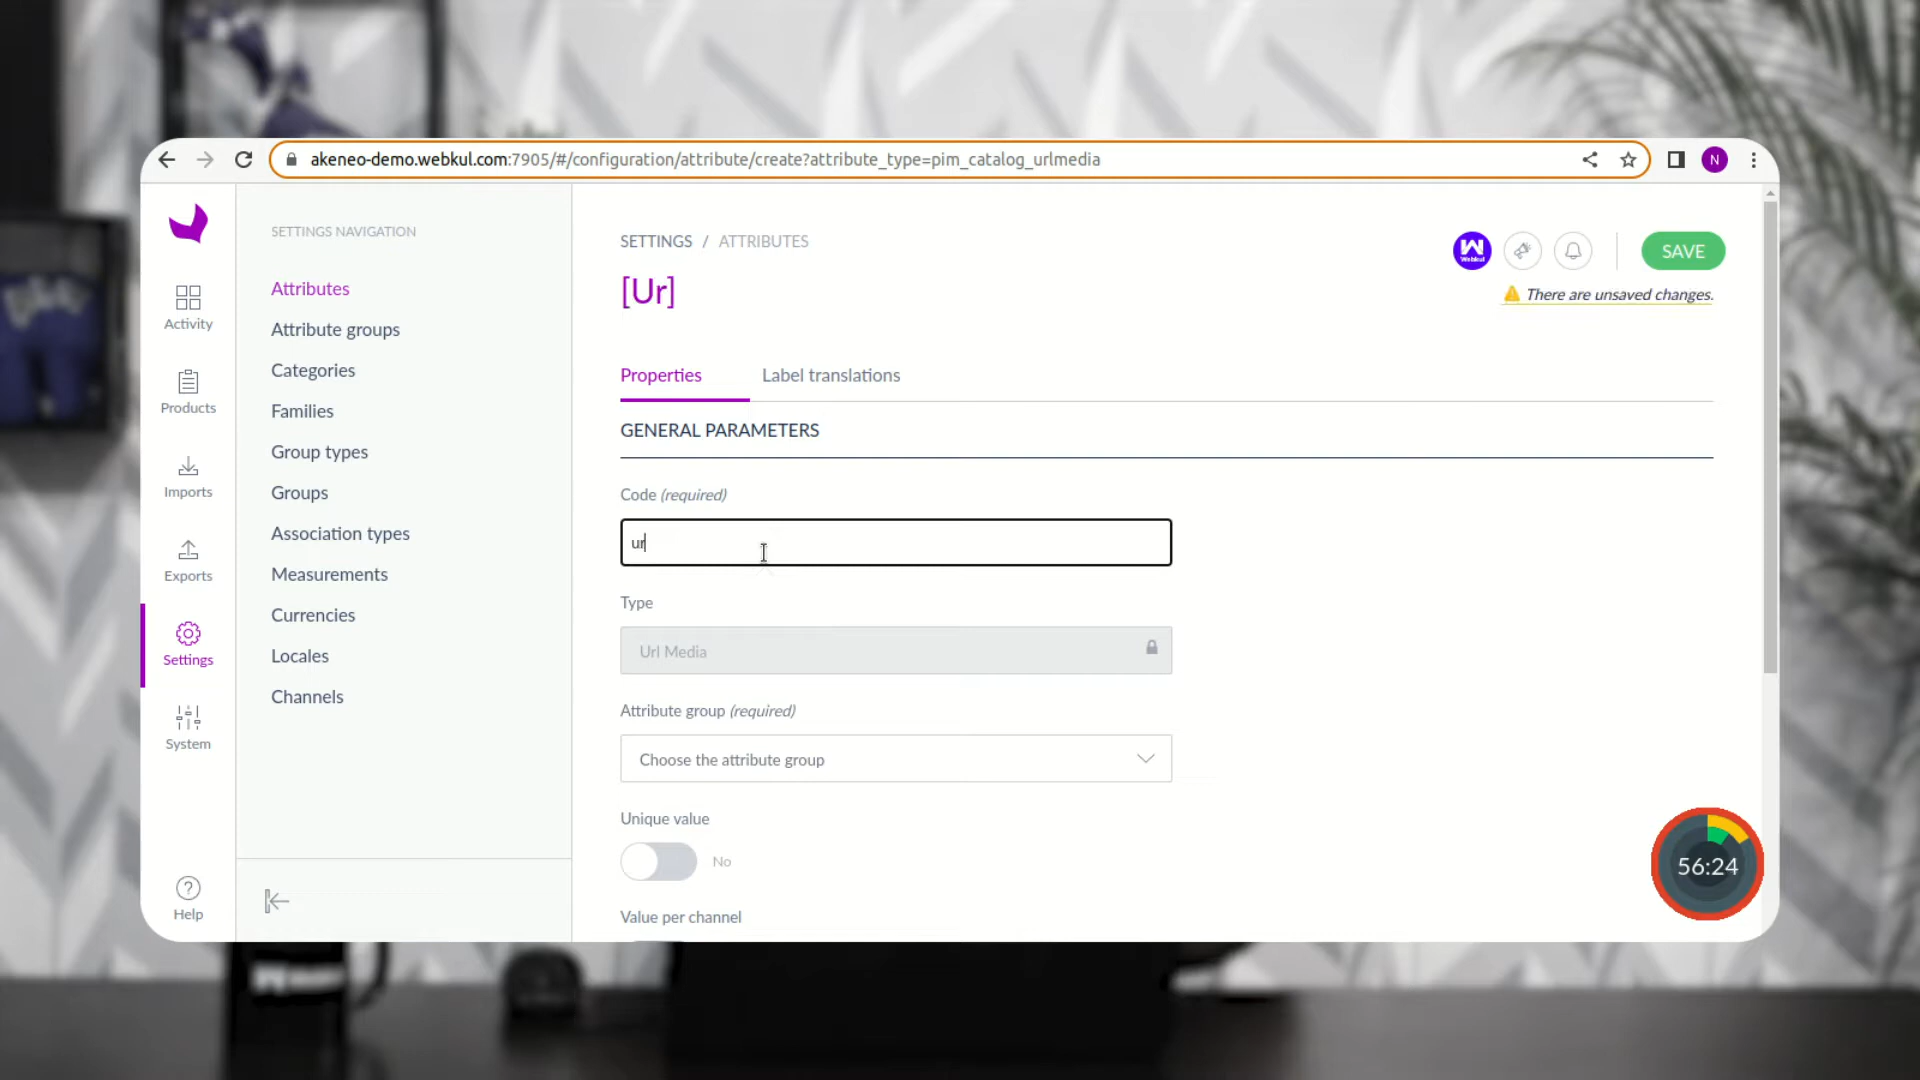 akeneo-demo.webkul.com:7905/#/configuration/attribute/create?attribute_type=pim_catalog_urlmedia
N
Activity
Products
Imports
Exports
Settings
System
Help
SETTINGS NAVIGATION
Attributes
Attribute groups
Categories
Families
Group types
Groups
Association types
Measurements
Currencies
Locales
Channels
SETTINGS / ATTRIBUTES
[Ur]
W
Webkul
SAVE
There are unsaved changes.
Properties
Label translations
GENERAL PARAMETERS
Code (required)
ur
Type
Url Media
Attribute group (required)
Choose the attribute group
Unique value
No
Value per channel
56:24